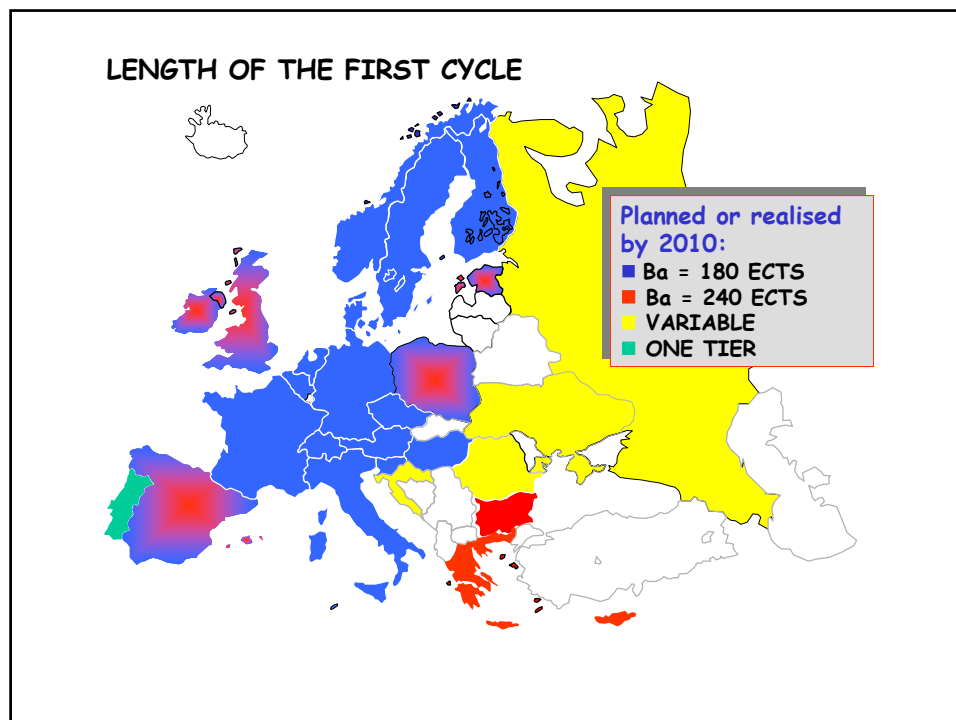 LENGTH OF THE FIRST CYCLE
Planned or realised
by 2010:
Ba = 180 ECTS
Ba = 240 ECTS
VARIABLE
ONE TIER